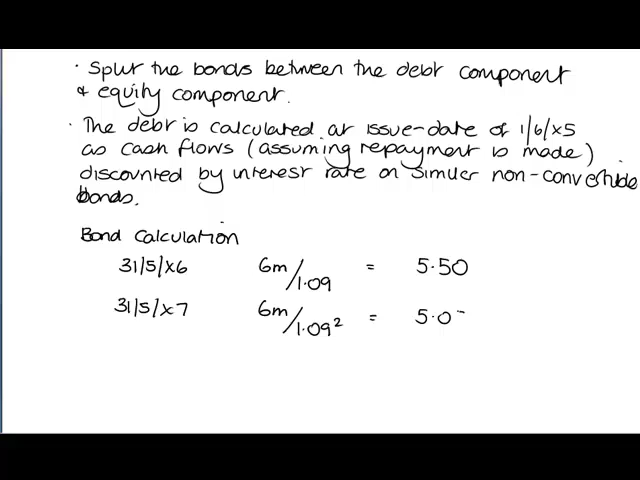 · Split the bonds between the debt component
& equity component.
· The debt is calculated at issue-date of 1/6/x5
as cash flows (assuming repayment is made)
discounted by interest rate on similar non-convertible
bonds.
Bond Calculation
31/5/x6 6m/1.09 = 5.50
31/5/x7 6m/1.09² = 5.0